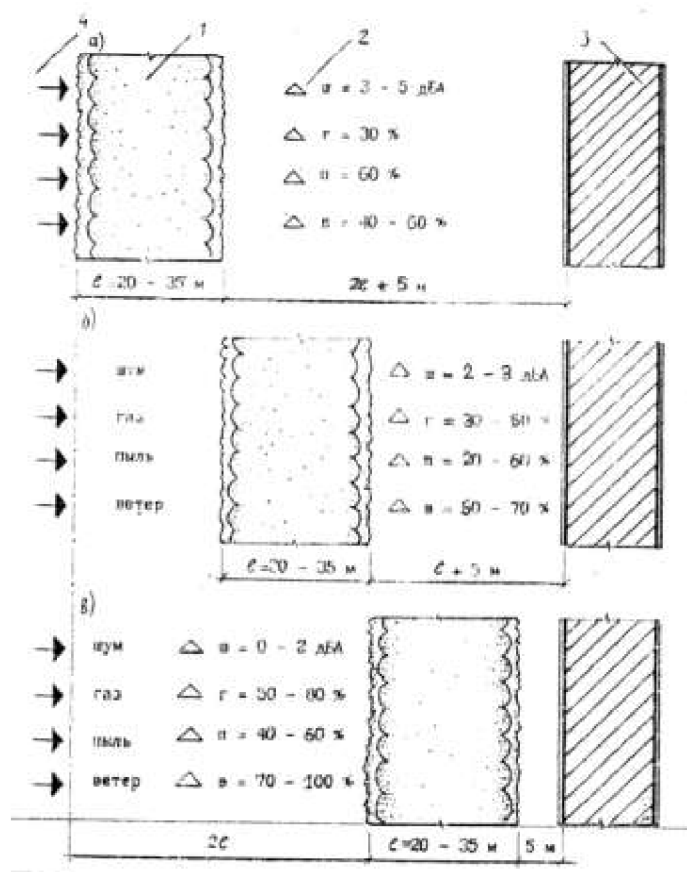 4 1 2 3
а)
△ ш = 3 - 5 дБА
△ г = 30 %
△ п = 60 %
△ в = 40 - 60 %
ℓ=20 - 35 м 2ℓ + 5 м
б)
шум △ ш = 2 - 3 дБА
газ △ г = 30 - 50 %
пыль △ п = 20 - 60 %
ветер △ в = 50 - 70 %
ℓ=20 - 35 м ℓ + 5 м
в)
шум △ ш = 0 - 2 дБА
газ △ г = 50 - 80 %
пыль △ п = 40 - 60 %
ветер △ в = 70 - 100 %
2ℓ ℓ=20 - 35 м 5 м